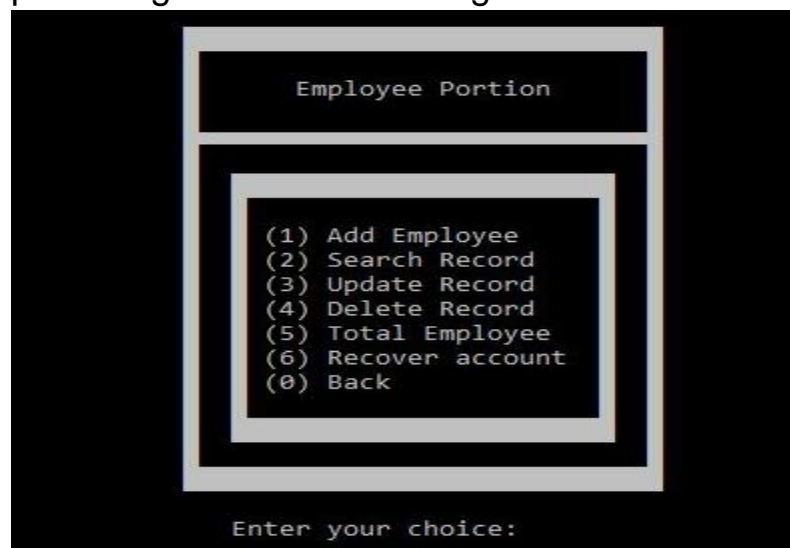 Employee Portion
(1) Add Employee
(2) Search Record
(3) Update Record
(4) Delete Record
(5) Total Employee
(6) Recover account
(0) Back
Enter your choice: